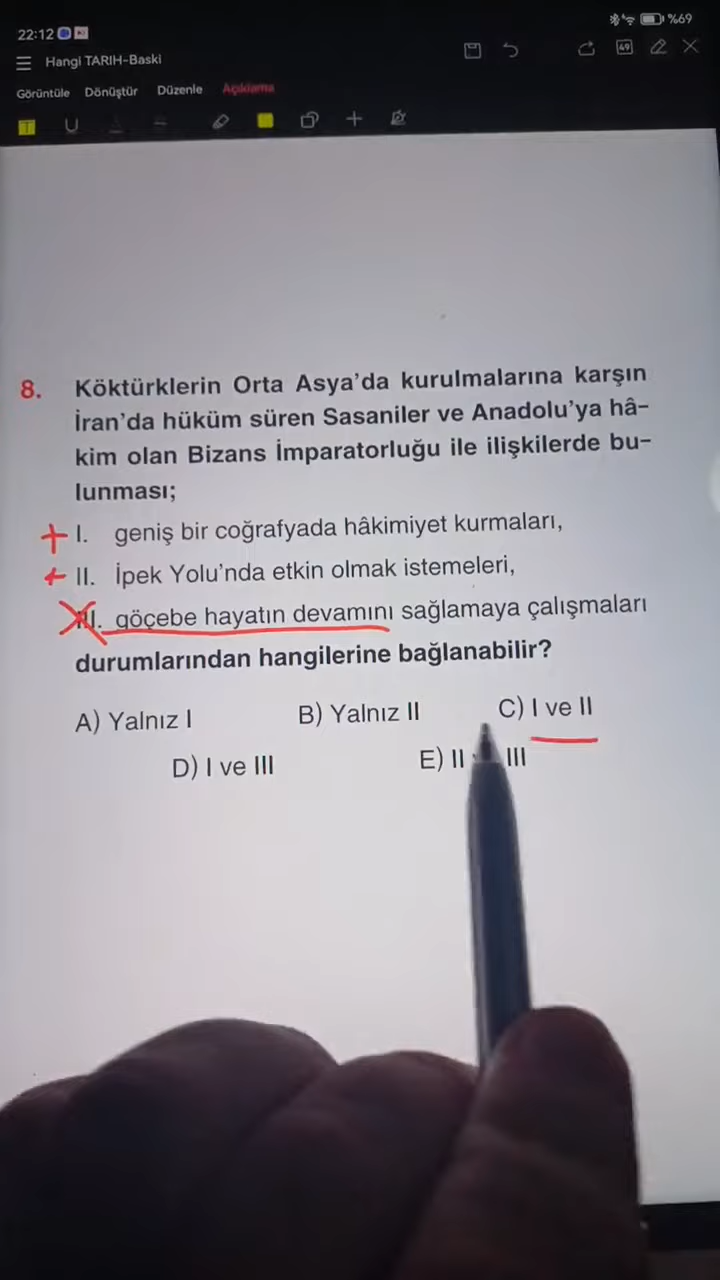 22:12
%69
Hangi TARIH-Baski
49
Görüntüle Dönüştür Düzenle Açıklama
T U
8. Köktürklerin Orta Asya'da kurulmalarına karşın
İran'da hüküm süren Sasaniler ve Anadolu'ya hâ-
kim olan Bizans İmparatorluğu ile ilişkilerde bu-
lunması;
+ I. geniş bir coğrafyada hâkimiyet kurmaları,
+ II. İpek Yolu'nda etkin olmak istemeleri,
III. göçebe hayatın devamını sağlamaya çalışmaları
durumlarından hangilerine bağlanabilir?
A) Yalnız I B) Yalnız II C) I ve II
D) I ve III E) II III